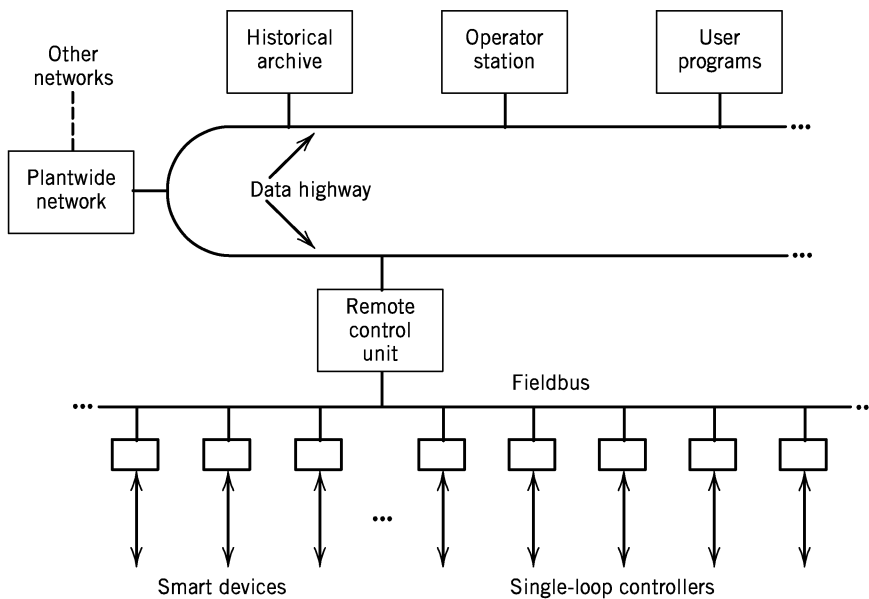 Other
networks
Historical
archive
Operator
station
User
programs
...
Plantwide
network
Data highway
...
Remote
control
unit
Fieldbus
...
..
...
Smart devices
Single-loop controllers